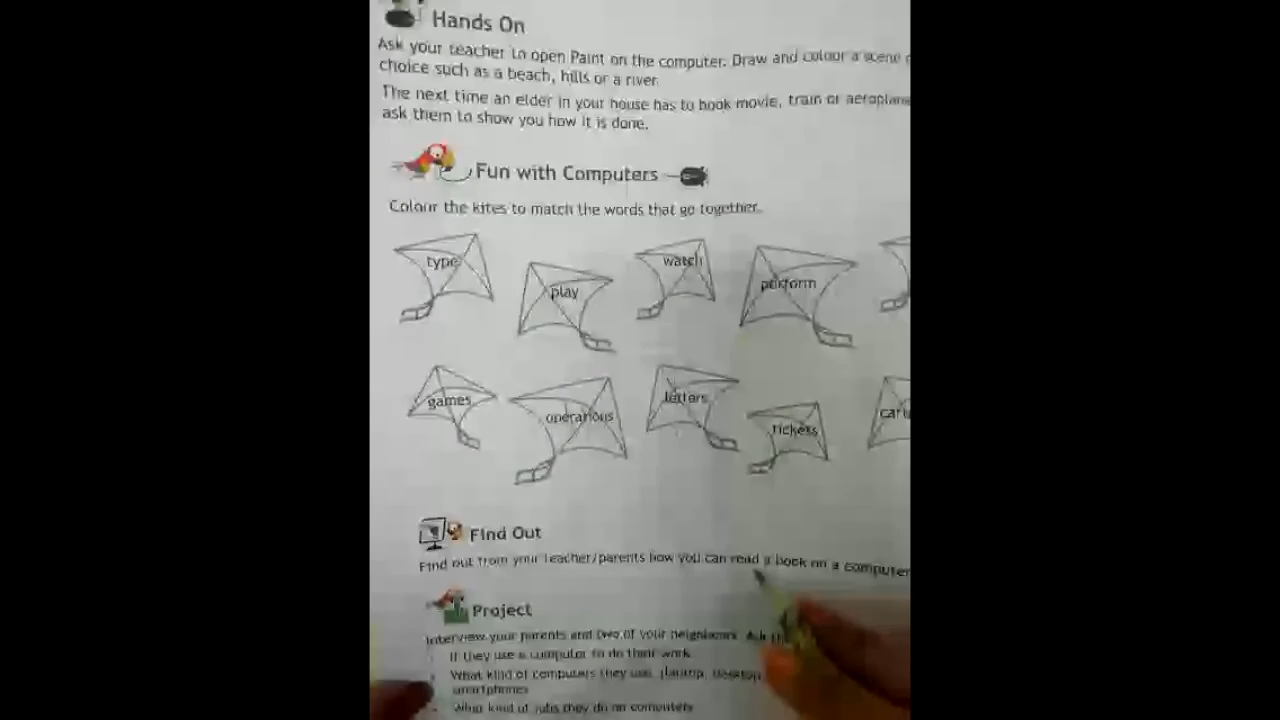 Hands On
Ask your teacher to open Paint on the computer. Draw and colour a scene
choice such as a beach, hills or a river.
The next time an elder in your house has to book movie, train or aeroplane
ask them to show you how it is done.
Fun with Computers
Colour the kites to match the words that go together.
type
play
watch
perform
games
operations
letters
tickets
Find Out
Find out from your teacher/parents how you can read a book on a computer
Project
Interview your parents and two of your neighbours. Ask
If they use a computer to do their work
What kind of computers they use, (laptop, desktop,
smartphones
What kind of jobs they do on computers